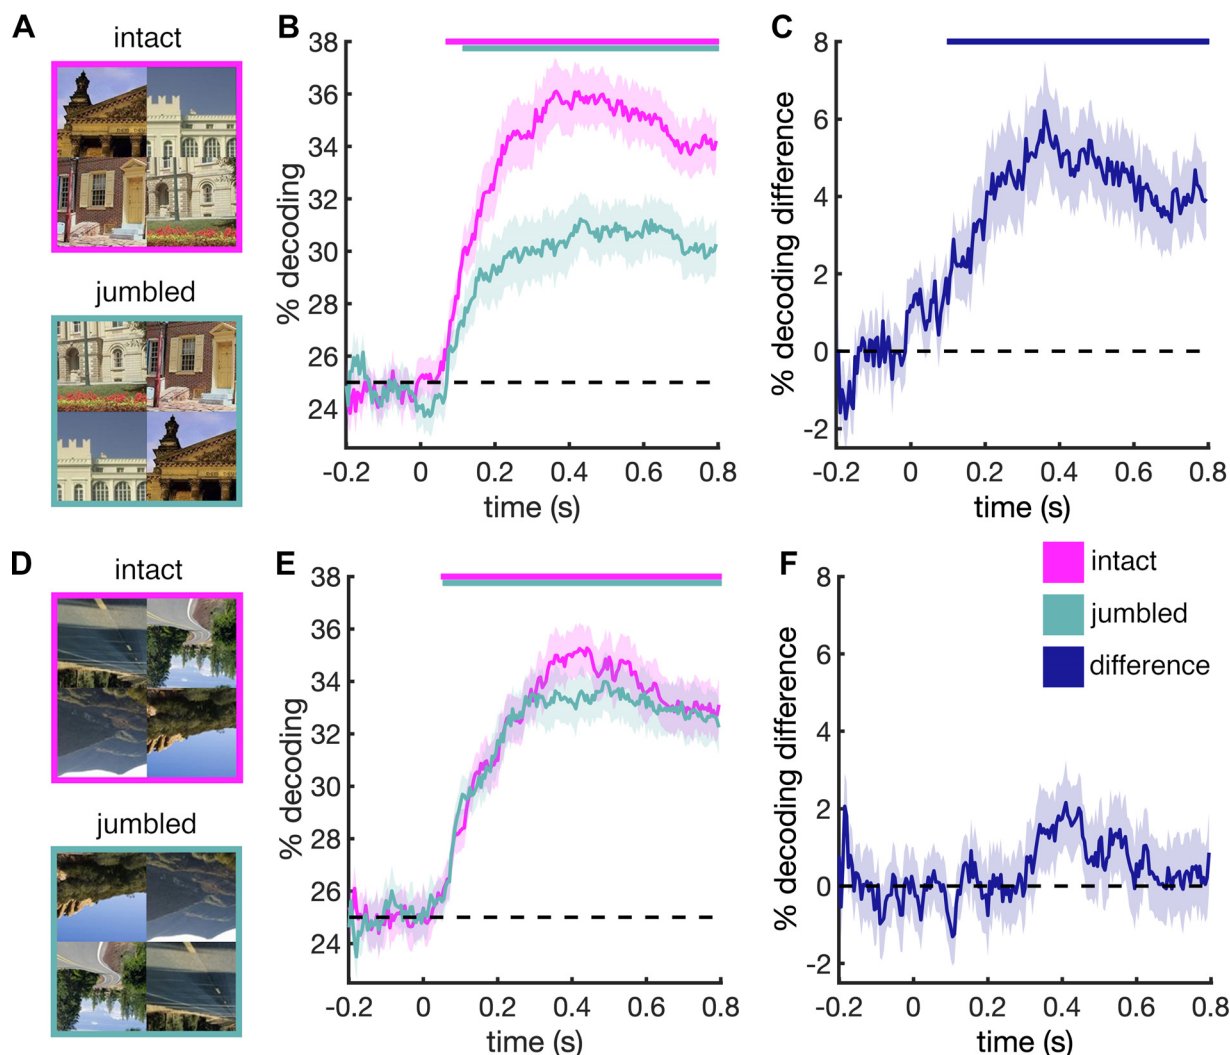 A
intact
jumbled
B
38
36
34
32
30
28
26
24
% decoding
-0.2 0 0.2 0.4 0.6 0.8
time (s)
C
8
6
4
2
0
-2
% decoding difference
-0.2 0 0.2 0.4 0.6 0.8
time (s)
D
intact
jumbled
E
38
36
34
32
30
28
26
24
% decoding
-0.2 0 0.2 0.4 0.6 0.8
time (s)
F
8
6
4
2
0
-2
% decoding difference
-0.2 0 0.2 0.4 0.6 0.8
time (s)
intact
jumbled
difference